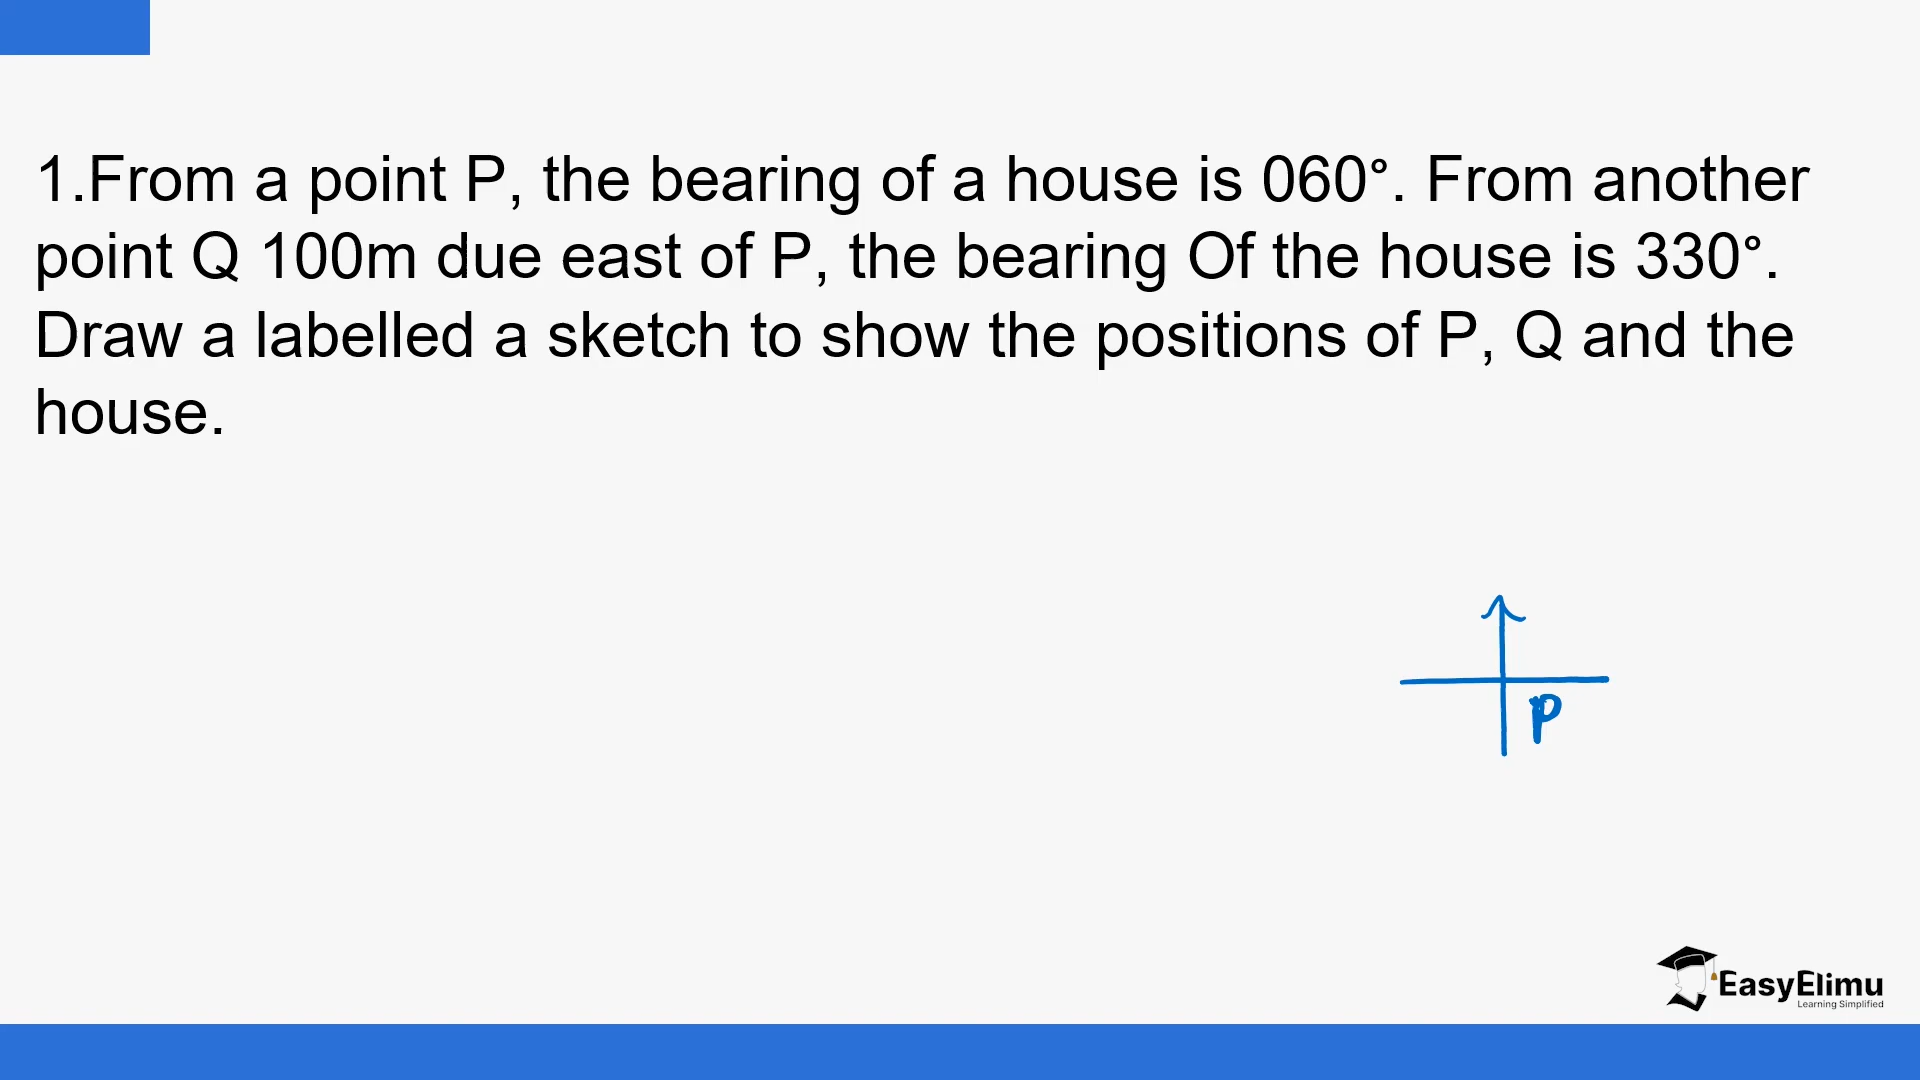 1.From a point P, the bearing of a house is 060°. From another
point Q 100m due east of P, the bearing Of the house is 330°.
Draw a labelled a sketch to show the positions of P, Q and the
house.
P
EasyElimu
Learning Simplified